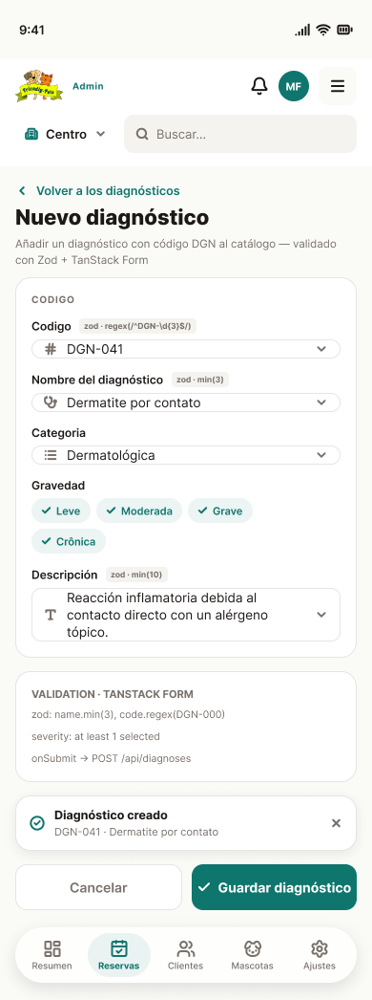 9:41
Friendly-Pets
Admin
MF
Centro
Buscar...
Volver a los diagnósticos
Nuevo diagnóstico
Añadir un diagnóstico con código DGN al catálogo — validado
con Zod + TanStack Form
CODIGO
Codigo zod · regex(/^DGN-\d{3}$/)
# DGN-041
Nombre del diagnóstico zod · min(3)
Dermatite por contato
Categoria
Dermatológica
Gravedad
Leve Moderada Grave
Crônica
Descripción zod · min(10)
Reacción inflamatoria debida al
contacto directo con un alérgeno
tópico.
VALIDATION · TANSTACK FORM
zod: name.min(3), code.regex(DGN-000)
severity: at least 1 selected
onSubmit → POST /api/diagnoses
Diagnóstico creado
DGN-041 · Dermatite por contato
Cancelar Guardar diagnóstico
Resumen Reservas Clientes Mascotas Ajustes